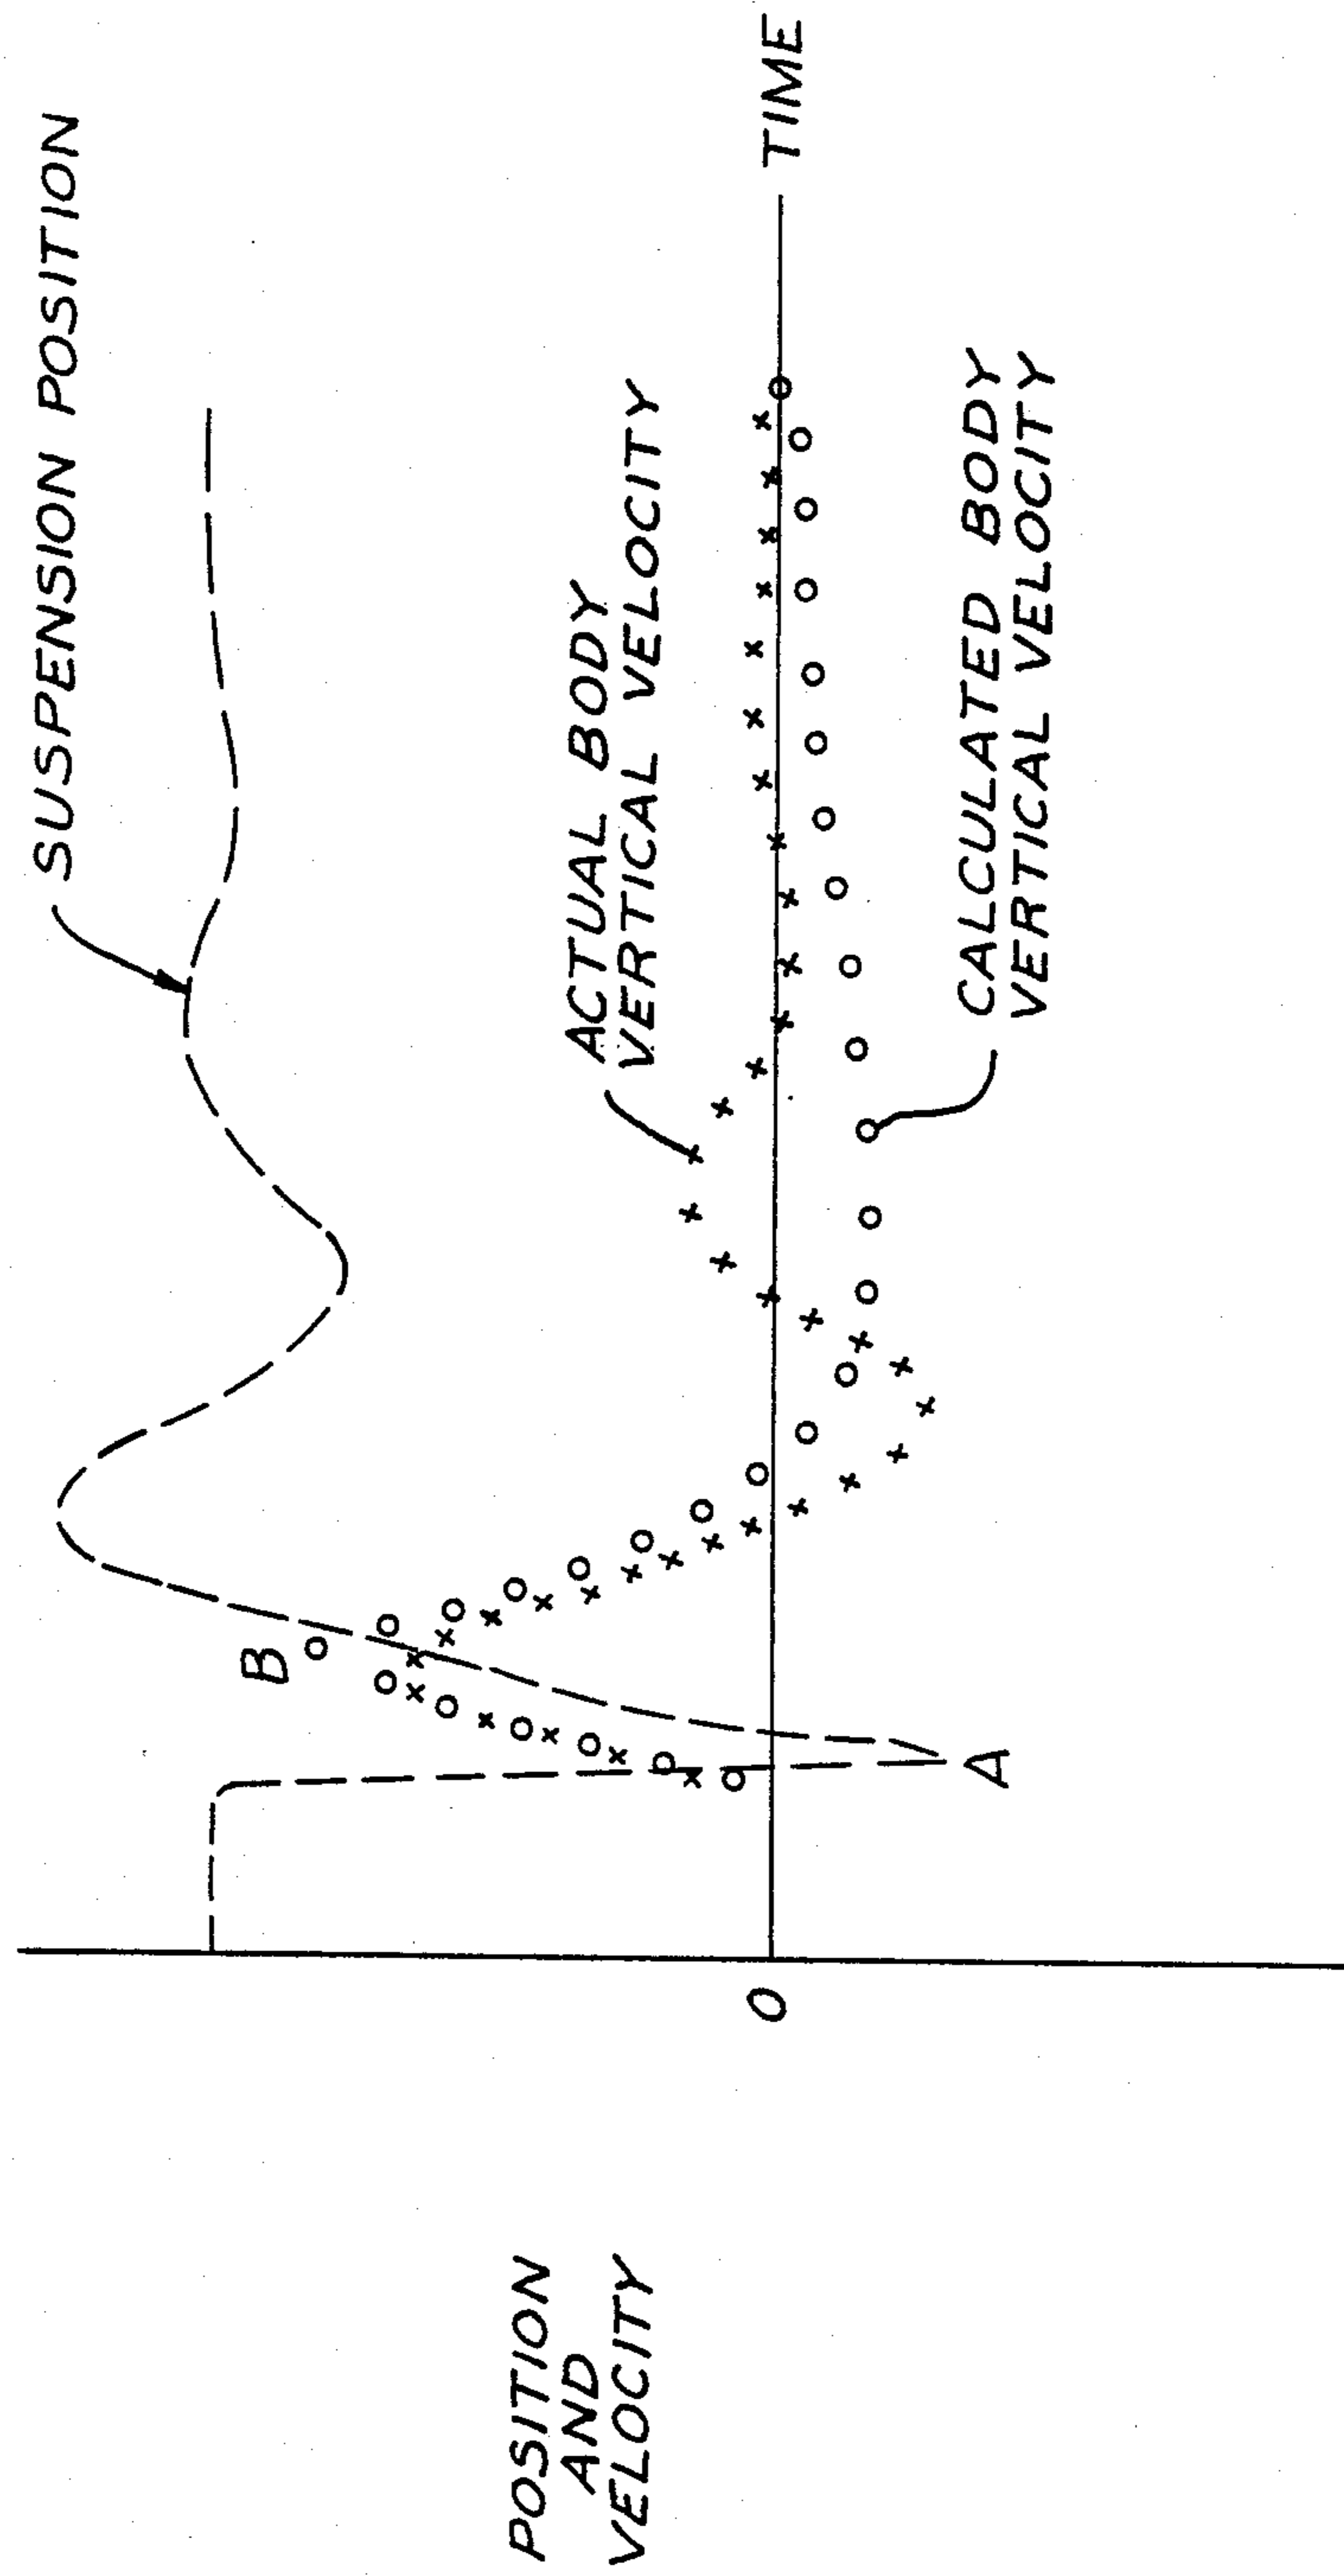 SUSPENSION POSITION
ACTUAL BODY
VERTICAL VELOCITY
B
POSITION
AND
VELOCITY
0
TIME
A
CALCULATED BODY
VERTICAL VELOCITY